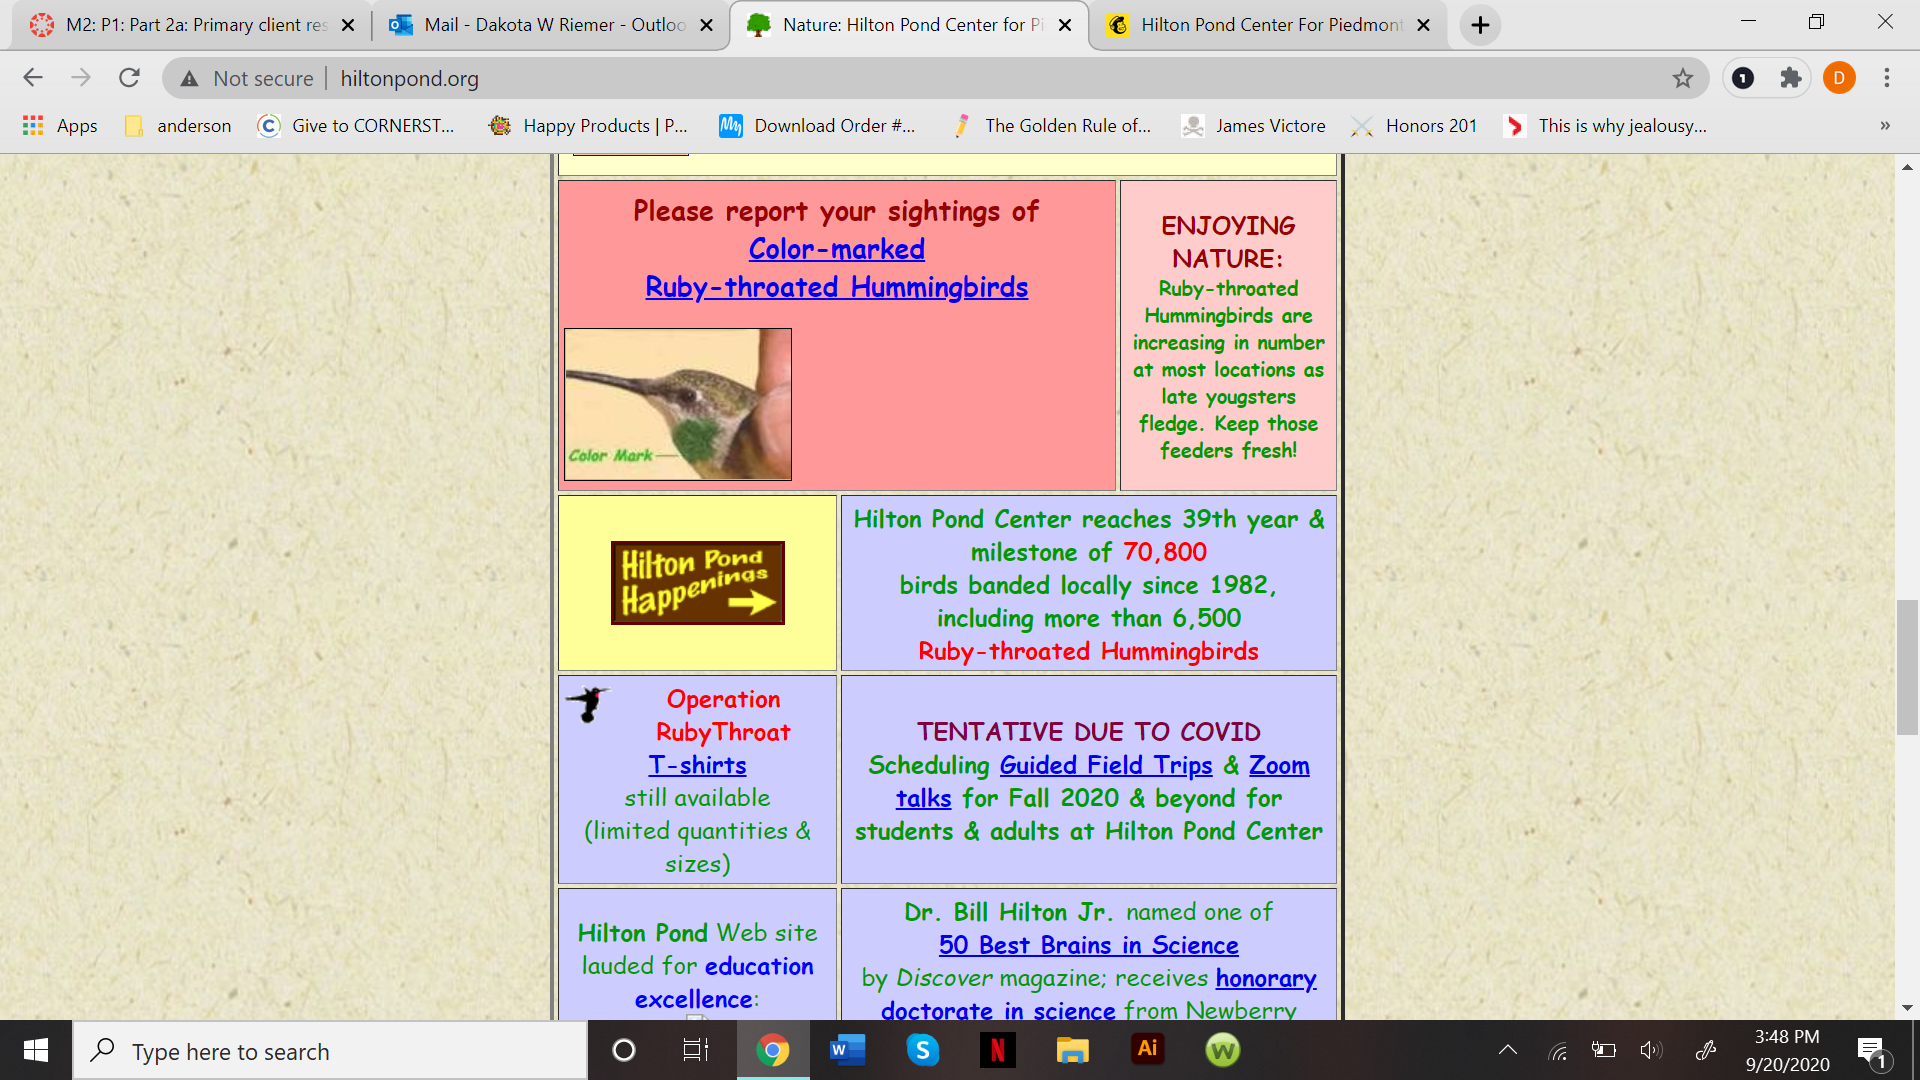 M2: P1: Part 2a: Primary client res
Mail - Dakota W Riemer - Outloo
Nature: Hilton Pond Center for Pi
Hilton Pond Center For Piedmont
Not secure
hiltonpond.org
D
Apps
anderson
Give to CORNERST...
Happy Products | P...
Download Order #...
The Golden Rule of...
James Victore
Honors 201
This is why jealousy...
»
Please report your sightings of
Color-marked
Ruby-throated Hummingbirds
Color Mark
ENJOYING
NATURE:
Ruby-throated
Hummingbirds are
increasing in number
at most locations as
late yougsters
fledge. Keep those
feeders fresh!
Hilton Pond
Happenings
Hilton Pond Center reaches 39th year &
milestone of 70,800
birds banded locally since 1982,
including more than 6,500
Ruby-throated Hummingbirds
Operation
RubyThroat
T-shirts
still available
(limited quantities &
sizes)
TENTATIVE DUE TO COVID
Scheduling Guided Field Trips & Zoom
talks for Fall 2020 & beyond for
students & adults at Hilton Pond Center
Hilton Pond Web site
lauded for education
excellence:
Dr. Bill Hilton Jr. named one of
50 Best Brains in Science
by Discover magazine; receives honorary
doctorate in science from Newberry
Type here to search
3:48 PM
9/20/2020
1